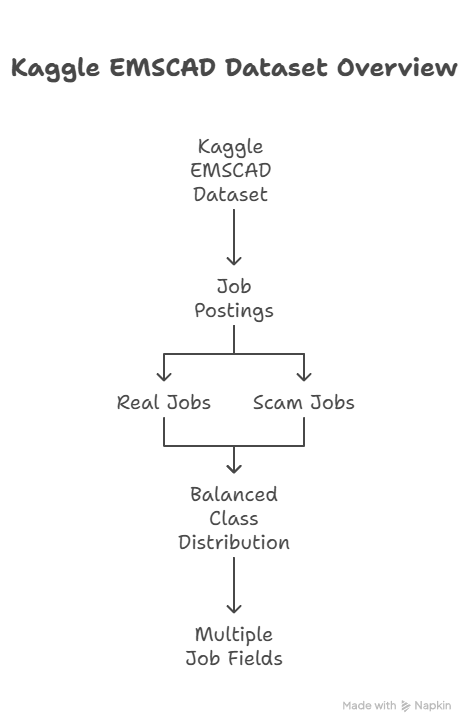 Kaggle EMSCAD Dataset Overview
Kaggle
EMSCAD
Dataset
Job
Postings
Real Jobs
Scam Jobs
Balanced
Class
Distribution
Multiple
Job Fields
Made with Napkin